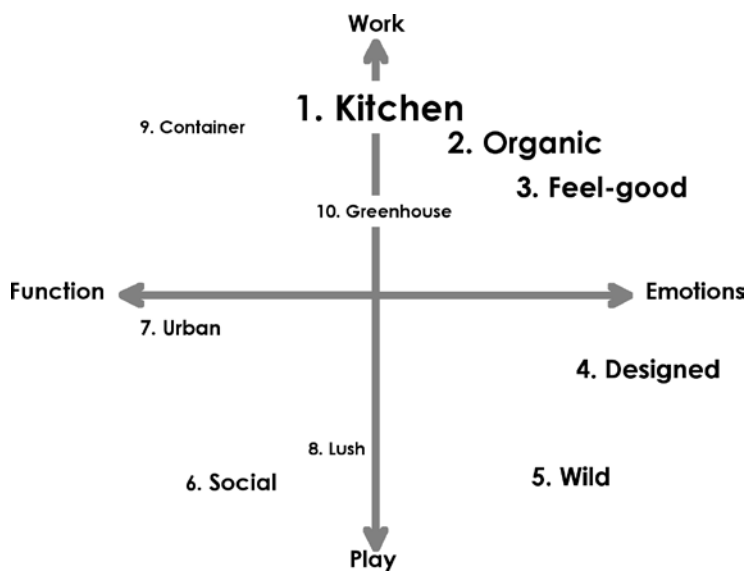 Work
1. Kitchen
9. Container
2. Organic
3. Feel-good
10. Greenhouse
Function
Emotions
7. Urban
4. Designed
8. Lush
5. Wild
6. Social
Play